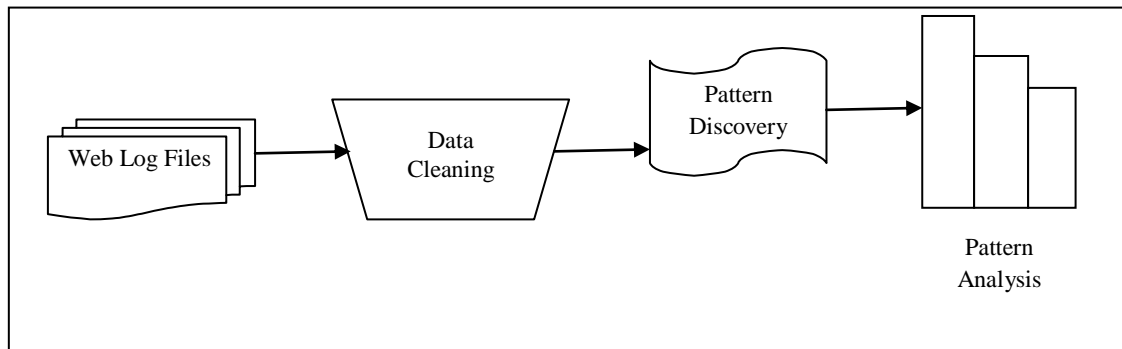 Web Log Files
Data
Cleaning
Pattern
Discovery
Pattern
Analysis